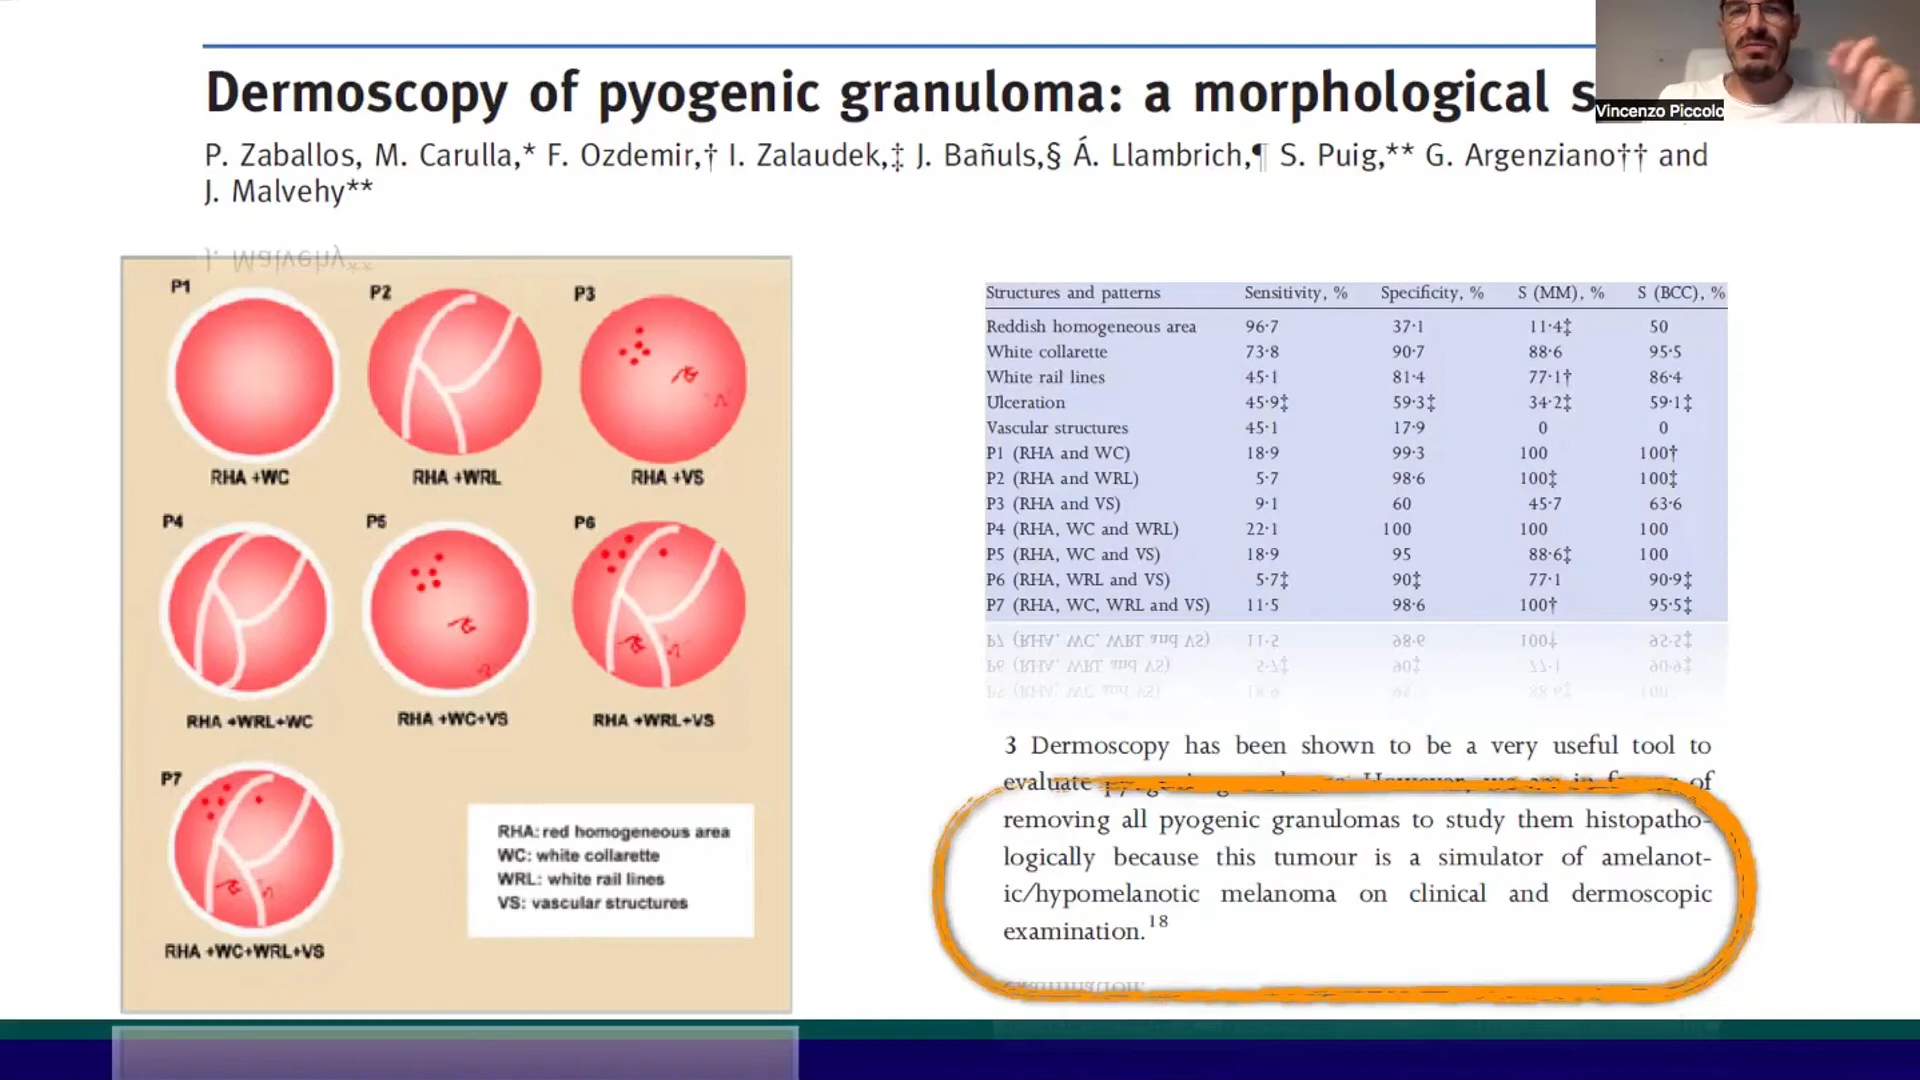 Dermoscopy of pyogenic granuloma: a morphological s
Vincenzo Piccolo
P. Zaballos, M. Carulla,* F. Ozdemir,† I. Zalaudek,‡ J. Bañuls,§ Á. Llambrich,¶ S. Puig,** G. Argenziano†† and
J. Malvehy**
P1
P2
P3
RHA +WC
RHA +WRL
RHA +VS
P4
P5
P6
RHA +WRL+WC
RHA +WC+VS
RHA +WRL+VS
P7
RHA +WC+WRL+VS
RHA: red homogeneous area
WC: white collarette
WRL: white rail lines
VS: vascular structures
Structures and patterns Sensitivity, % Specificity, % S (MM), % S (BCC), %
Reddish homogeneous area 96·7 37·1 11·4‡ 50
White collarette 73·8 90·7 88·6 95·5
White rail lines 45·1 81·4 77·1† 86·4
Ulceration 45·9‡ 59·3‡ 34·2‡ 59·1‡
Vascular structures 45·1 17·9 0 0
P1 (RHA and WC) 18·9 99·3 100 100†
P2 (RHA and WRL) 5·7 98·6 100‡ 100‡
P3 (RHA and VS) 9·1 60 45·7 63·6
P4 (RHA, WC and WRL) 22·1 100 100 100
P5 (RHA, WC and VS) 18·9 95 88·6‡ 100
P6 (RHA, WRL and VS) 5·7‡ 90‡ 77·1 90·9‡
P7 (RHA, WC, WRL and VS) 11·5 98·6 100† 95·5‡
3 Dermoscopy has been shown to be a very useful tool to
evaluate of
removing all pyogenic granulomas to study them histopatho-
logically because this tumour is a simulator of amelanot-
ic/hypomelanotic melanoma on clinical and dermoscopic
examination.18